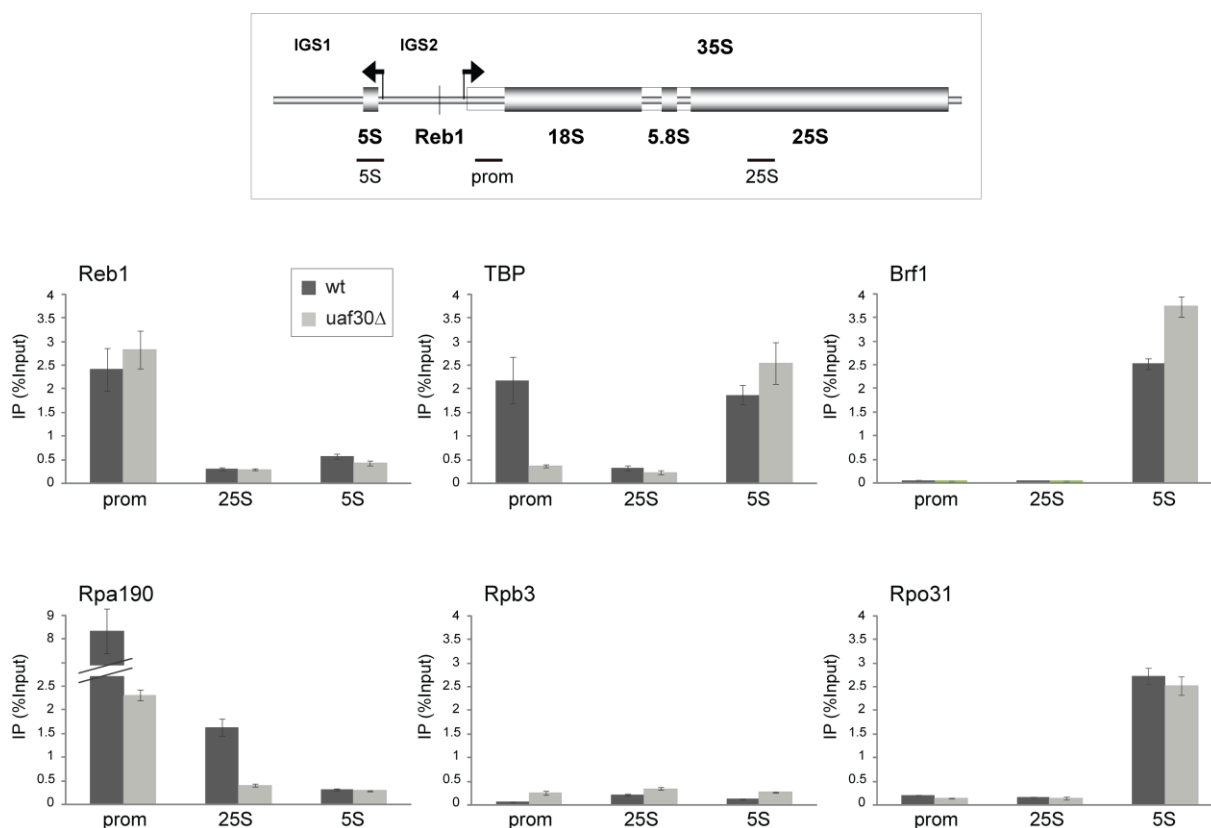 IGS1 IGS2 35S
5S Reb1 18S 5.8S 25S
5S prom 25S
Reb1
wt
uaf30Δ
IP (%Input)
4
3.5
3
2.5
2
1.5
1
0.5
0
prom 25S 5S
TBP
IP (%Input)
4
3.5
3
2.5
2
1.5
1
0.5
0
prom 25S 5S
Brf1
IP (%Input)
4
3.5
3
2.5
2
1.5
1
0.5
0
prom 25S 5S
Rpa190
IP (%Input)
9
8
2.5
2
1.5
1
0.5
0
prom 25S 5S
Rpb3
IP (%Input)
4
3.5
3
2.5
2
1.5
1
0.5
0
prom 25S 5S
Rpo31
IP (%Input)
4
3.5
3
2.5
2
1.5
1
0.5
0
prom 25S 5S